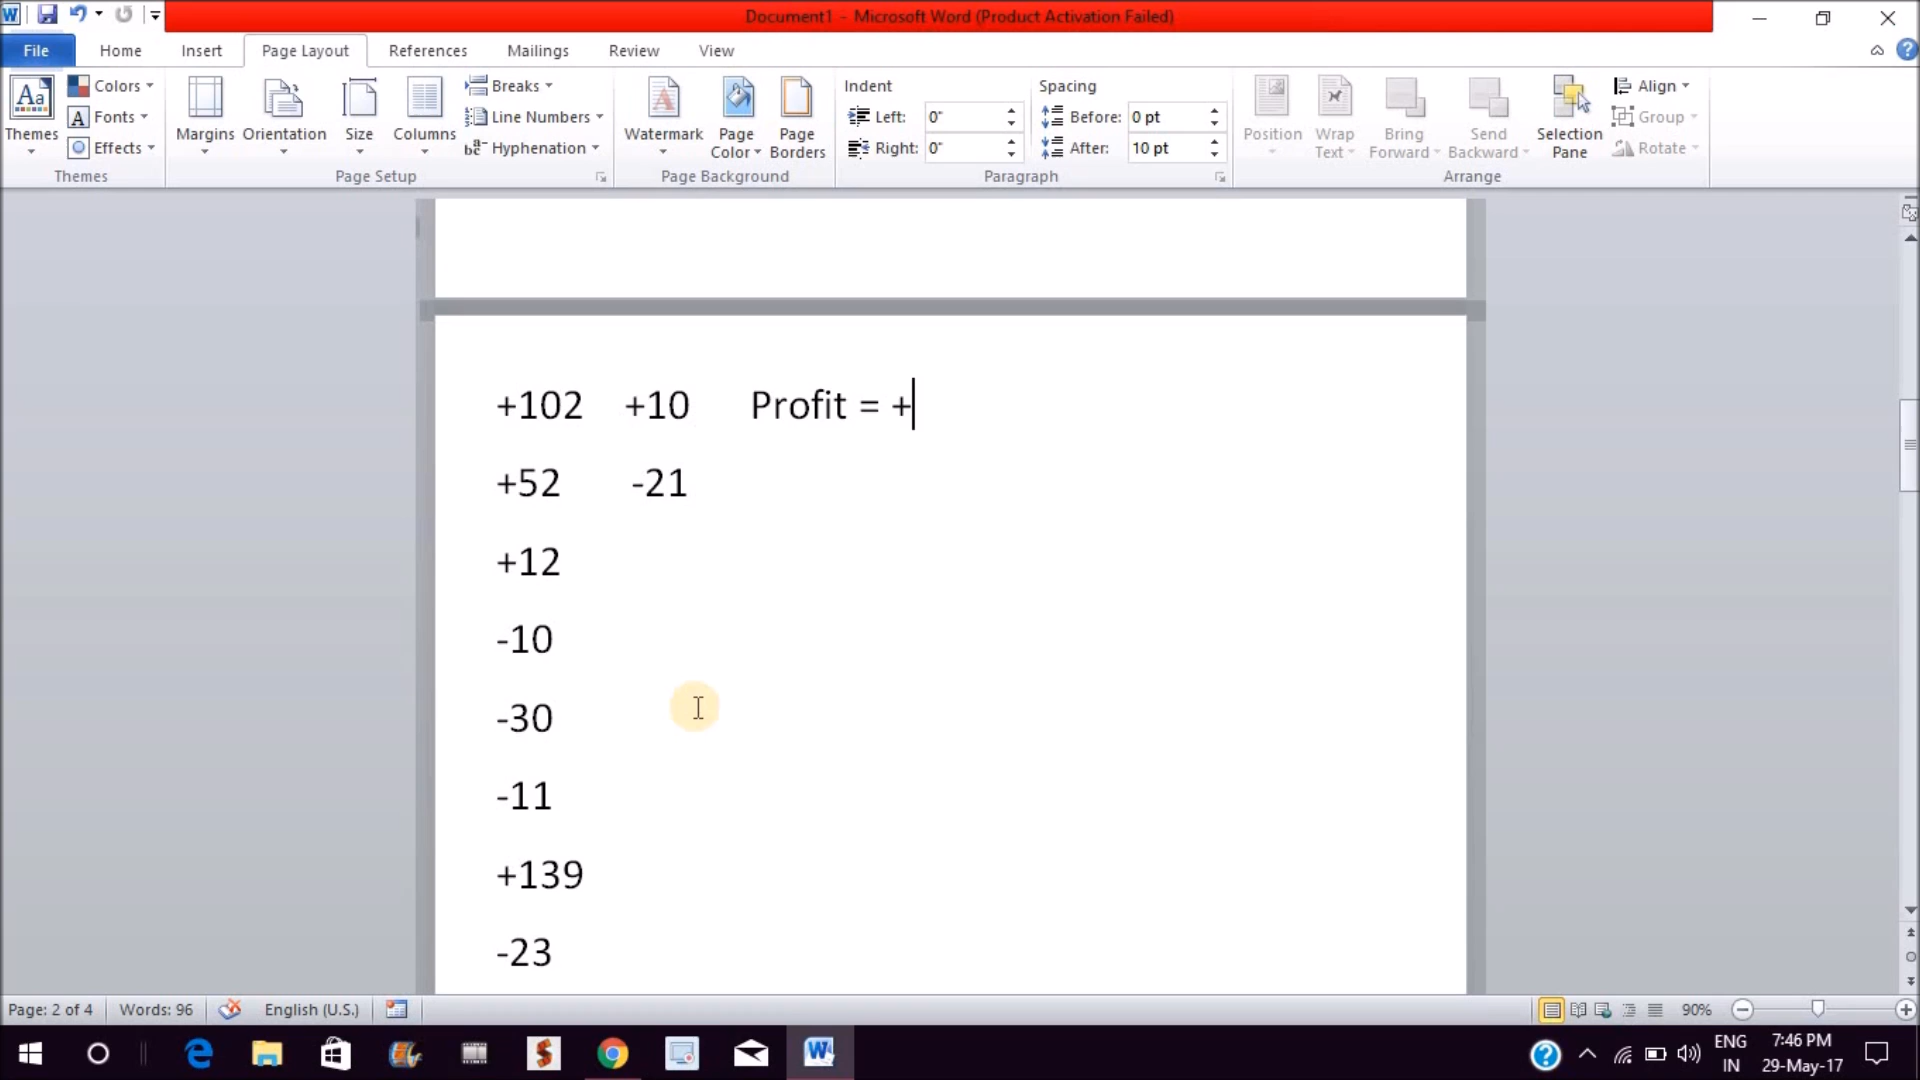 Document1 - Microsoft Word (Product Activation Failed)
File Home Insert Page Layout References Mailings Review View
Aa Themes Colors Fonts Effects Themes
Margins Orientation Size Columns Breaks Line Numbers Hyphenation Page Setup
Watermark Page Color Page Borders Page Background
Indent Left: 0" Right: 0" Spacing Before: 0 pt After: 10 pt Paragraph
Position Wrap Text Bring Forward Send Backward Selection Pane Align Group Rotate Arrange
+102 +10 Profit = +
+52 -21
+12
-10
-30
-11
+139
-23
Page: 2 of 4 Words: 96 English (U.S.) 90%
ENG 7:46 PM
IN 29-May-17